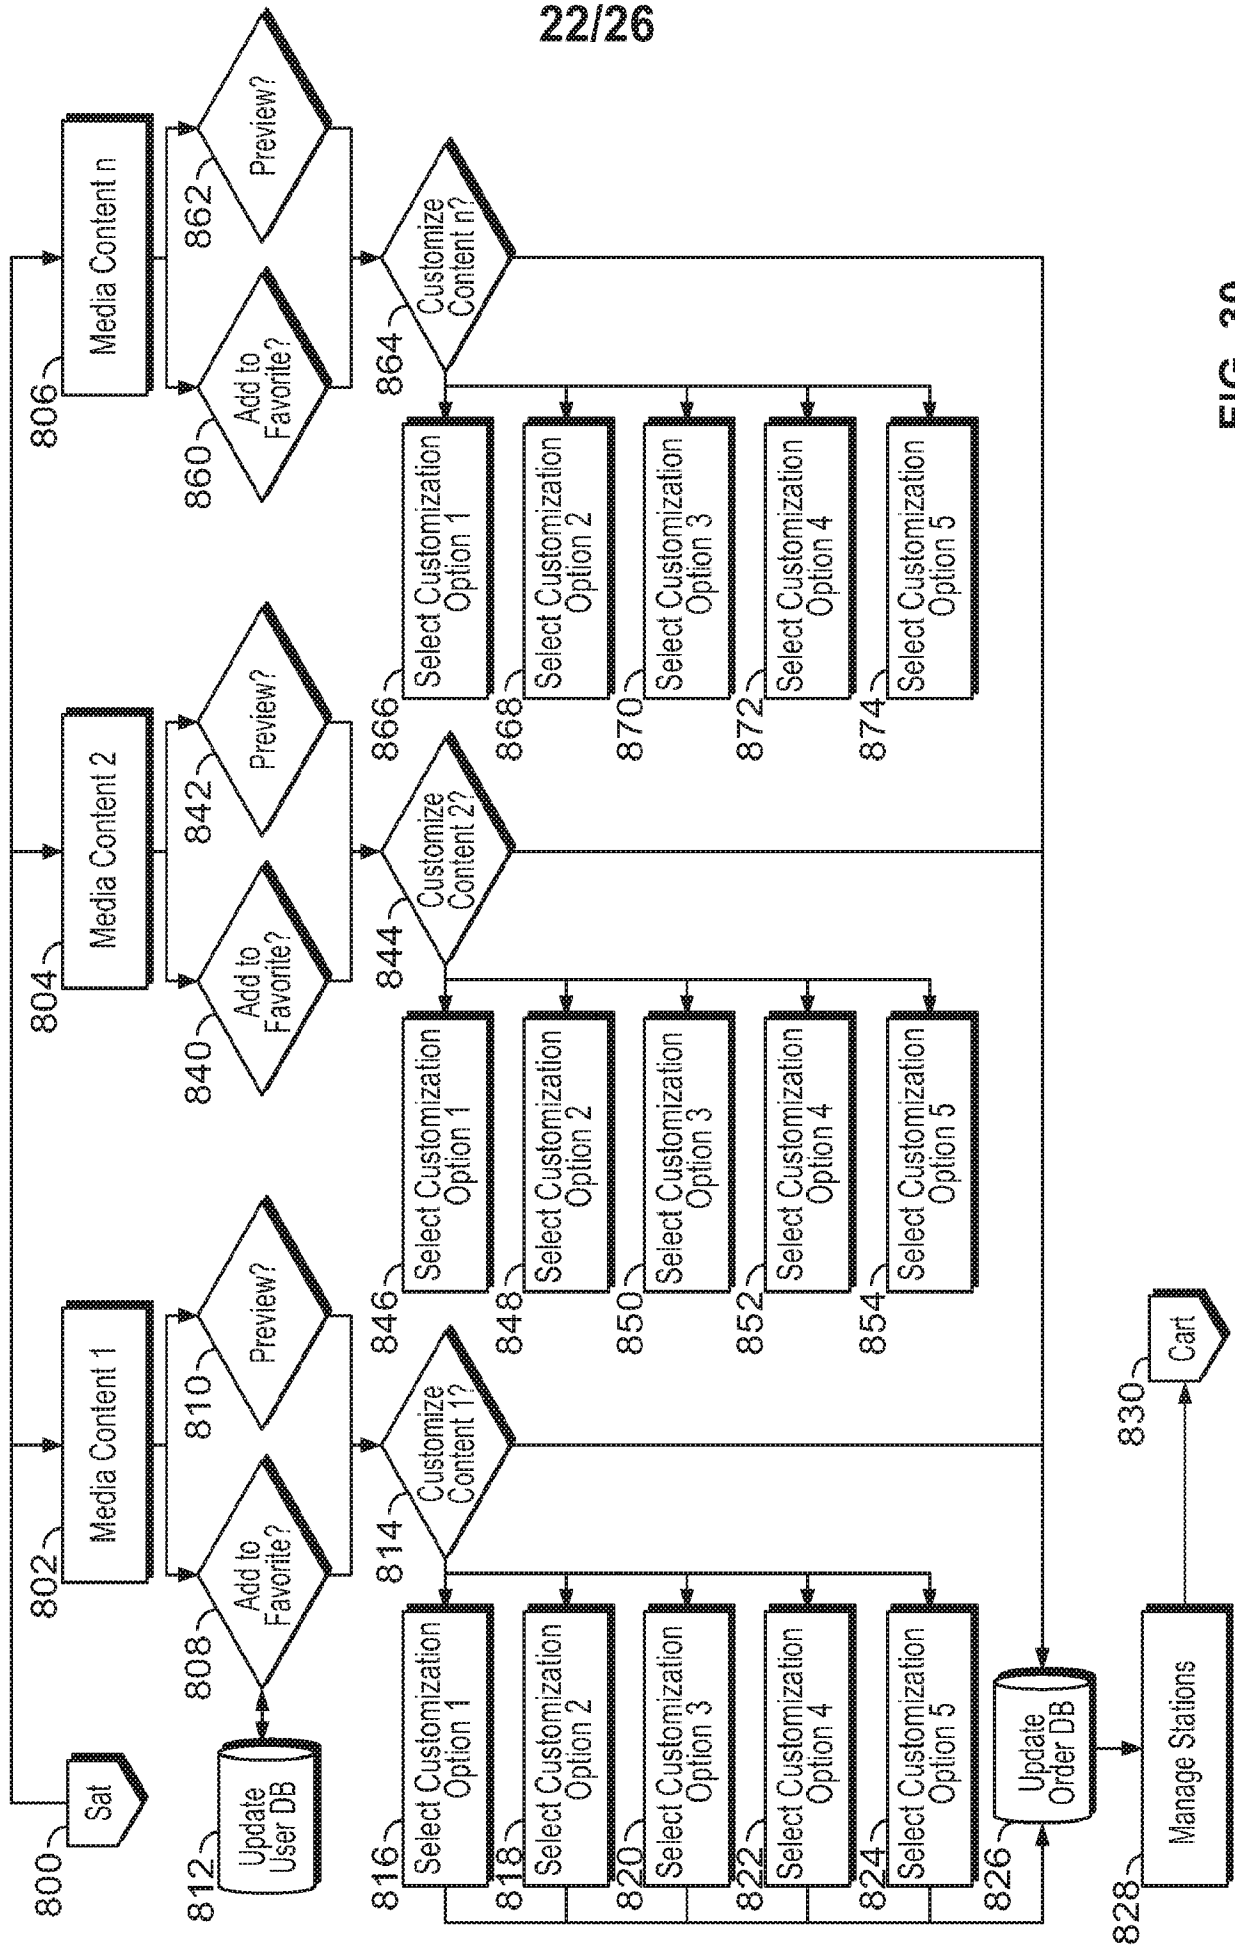 22/26
800
Sat
802
Media Content 1
804
Media Content 2
806
Media Content n
812
Update
User DB
808
Add to
Favorite?
810
Preview?
840
Add to
Favorite?
842
Preview?
860
Add to
Favorite?
862
Preview?
814
Customize
Content 1?
844
Customize
Content 2?
864
Customize
Content n?
816
Select Customization
Option 1
818
Select Customization
Option 2
820
Select Customization
Option 3
822
Select Customization
Option 4
824
Select Customization
Option 5
846
Select Customization
Option 1
848
Select Customization
Option 2
850
Select Customization
Option 3
852
Select Customization
Option 4
854
Select Customization
Option 5
866
Select Customization
Option 1
868
Select Customization
Option 2
870
Select Customization
Option 3
872
Select Customization
Option 4
874
Select Customization
Option 5
826
Update
Order DB
828
Manage Stations
830
Cart
FIG.